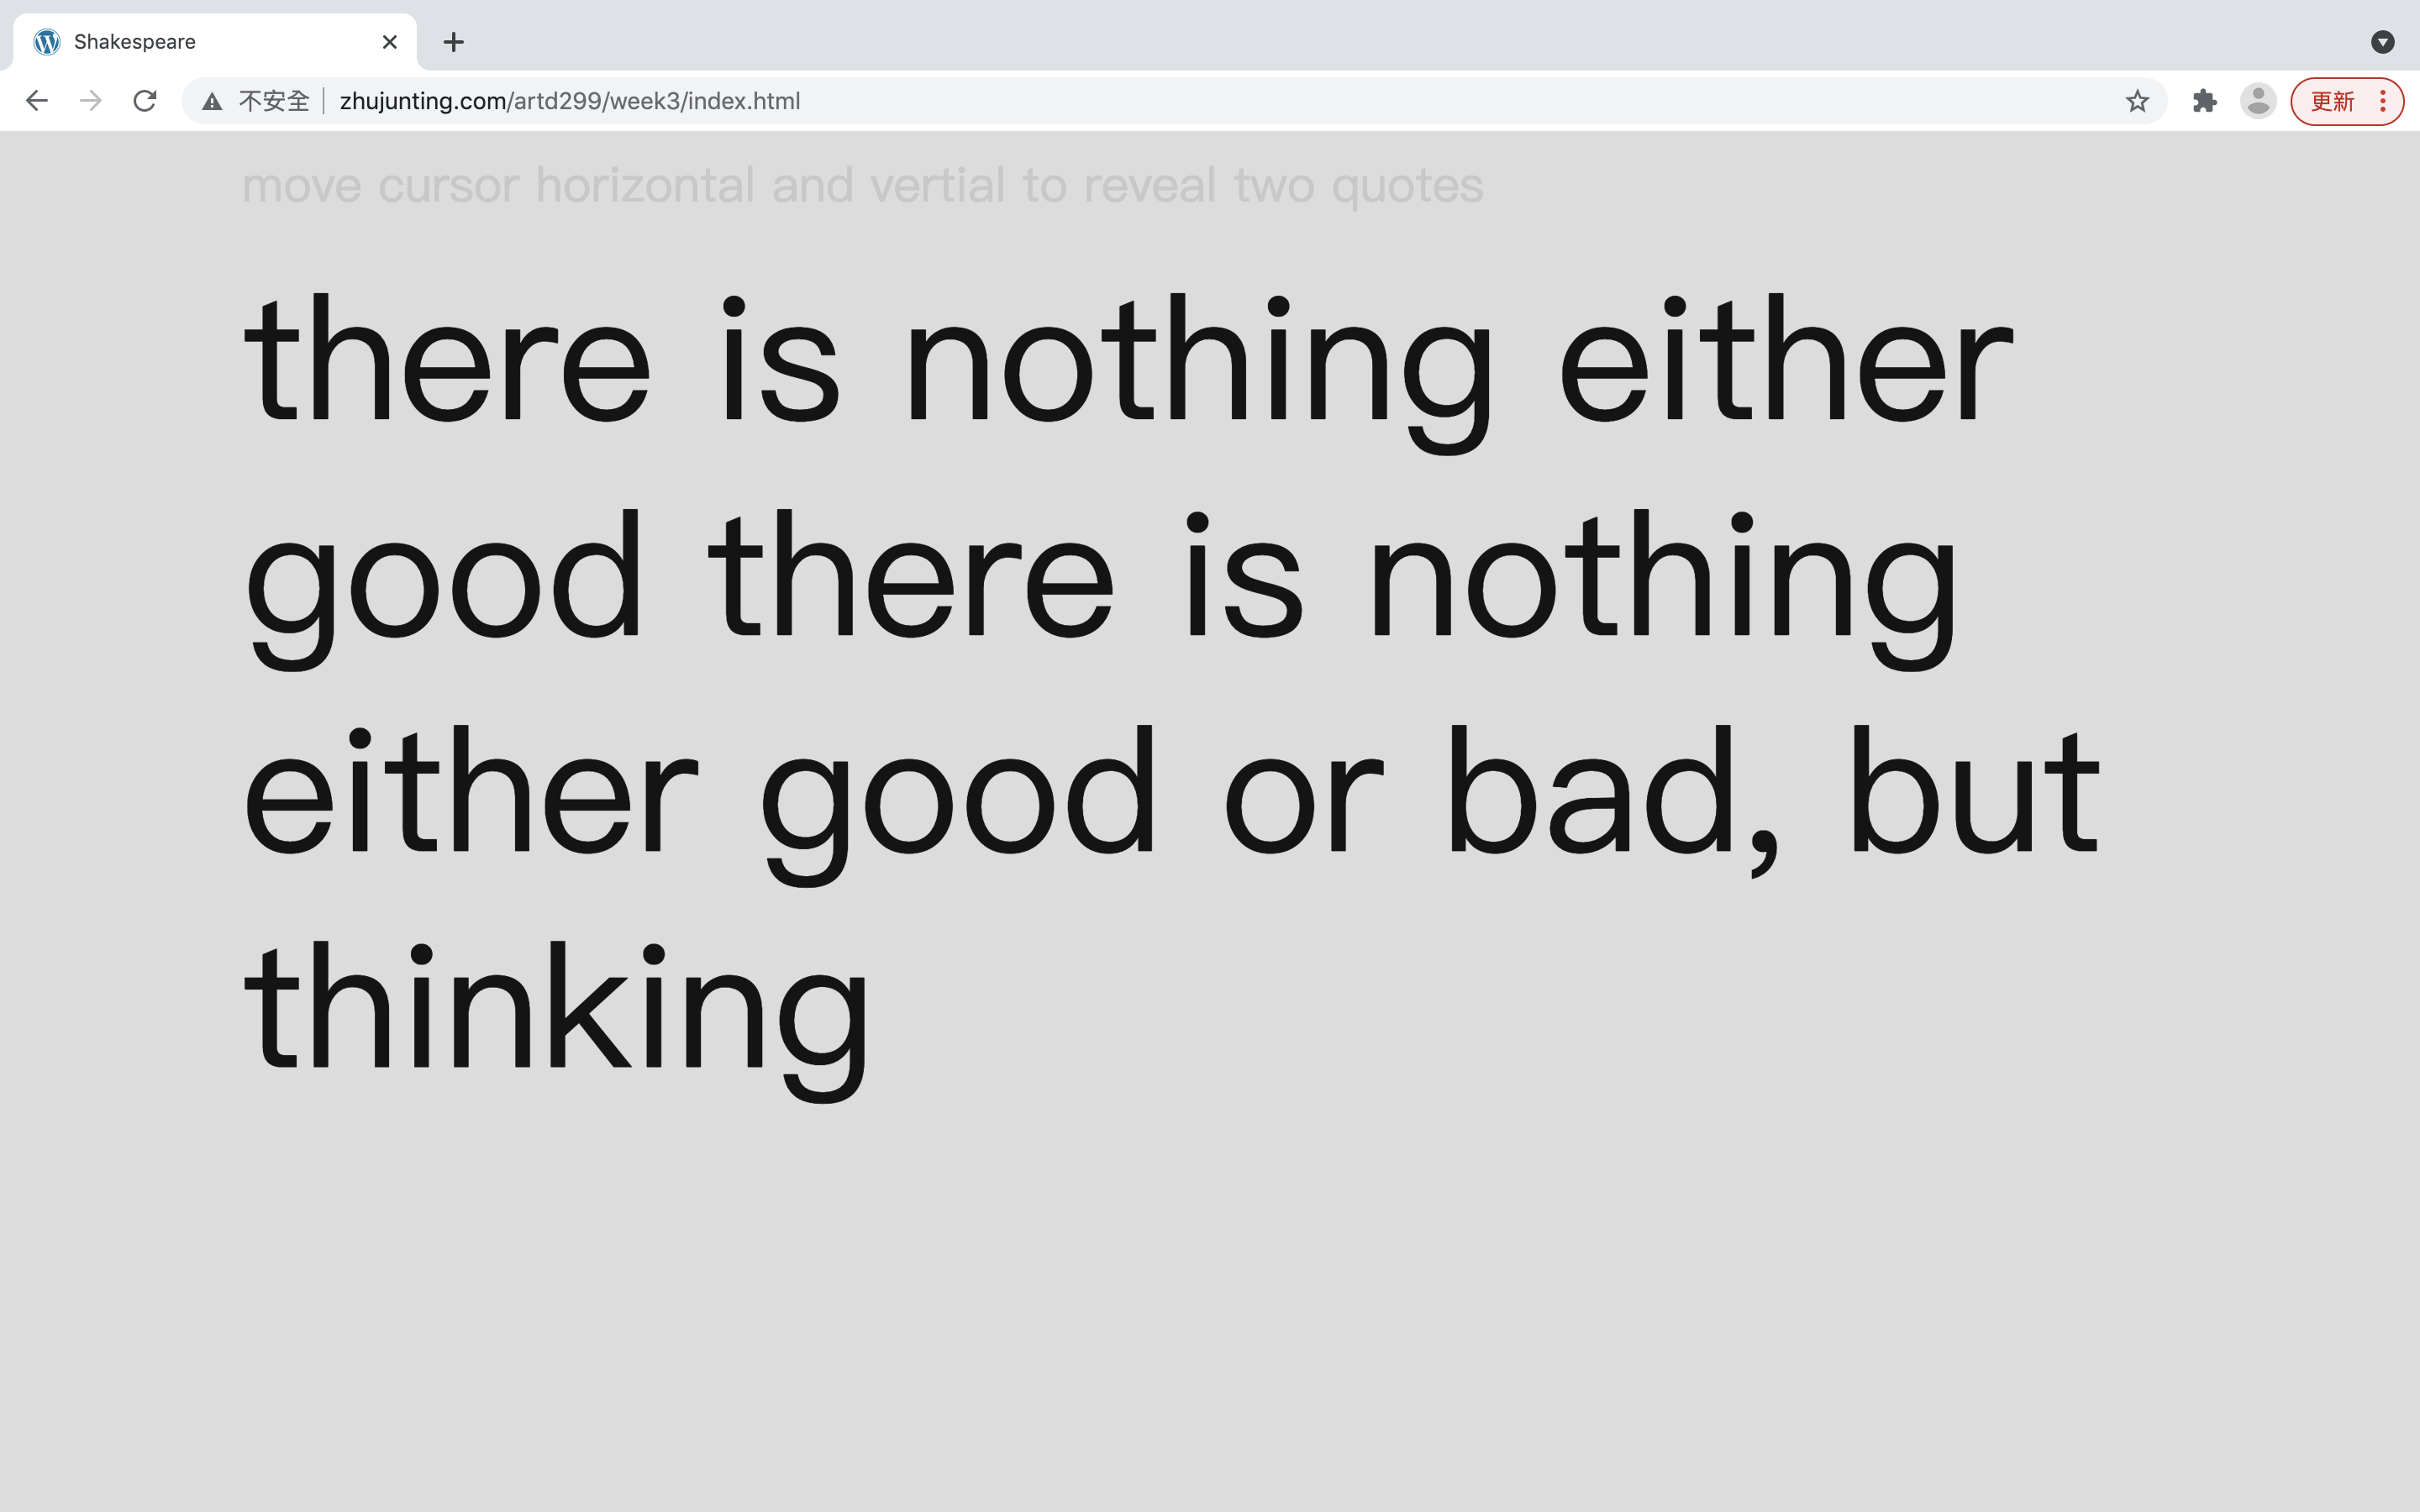 Shakespeare
不安全 zhujunting.com/artd299/week3/index.html 更新
move cursor horizontal and vertial to reveal two quotes
there is nothing either
good there is nothing
either good or bad, but
thinking